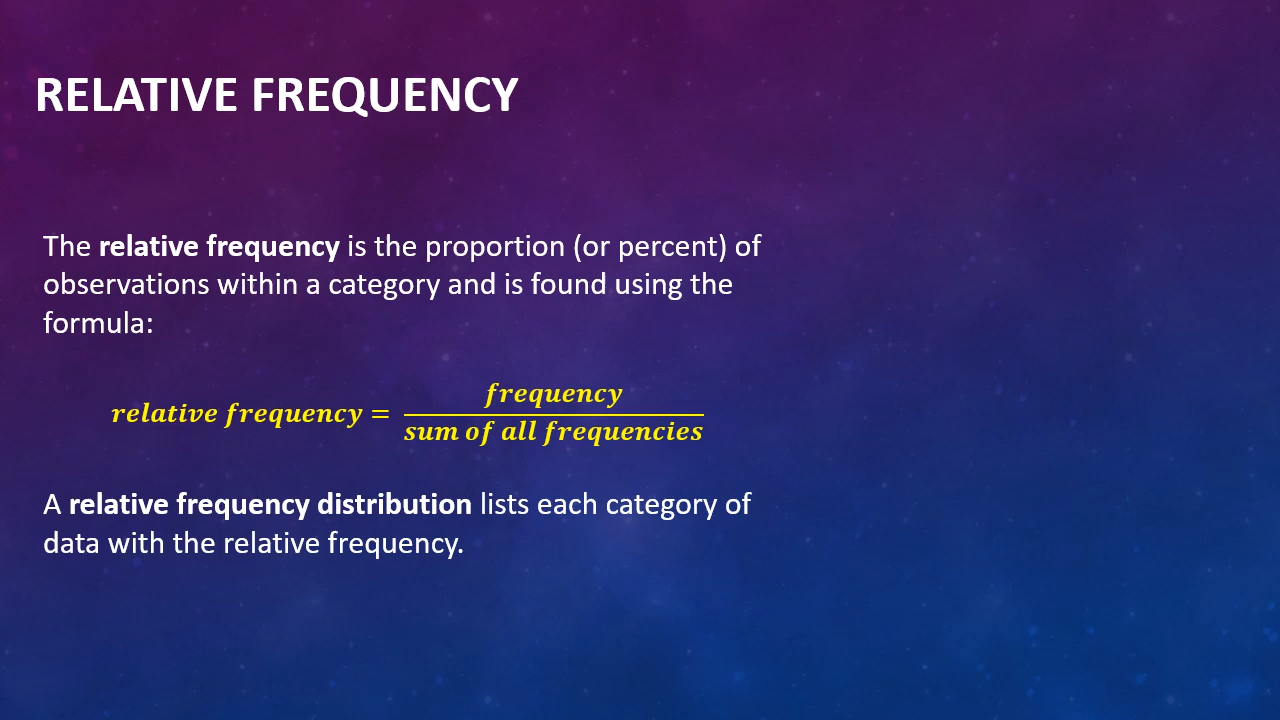 RELATIVE FREQUENCY
The relative frequency is the proportion (or percent) of
observations within a category and is found using the
formula:
relative frequency = frequency / sum of all frequencies
A relative frequency distribution lists each category of
data with the relative frequency.